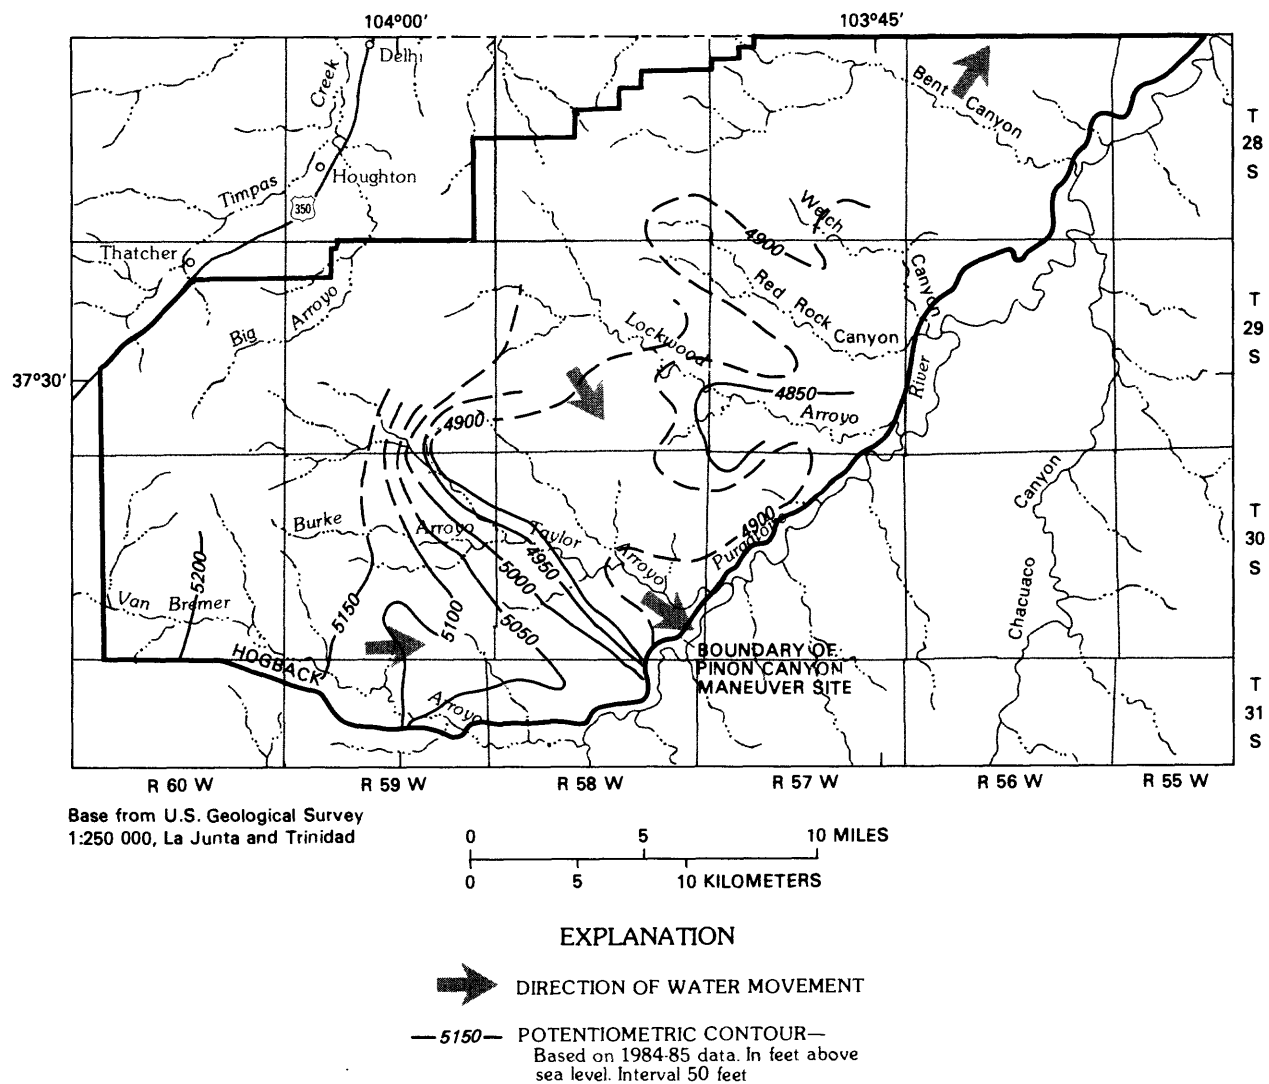 104°00′
103°45′
Delhi
Creek
Bent Canyon
T
28
S
Houghton
Timpas
350
Welch
4900
Thatcher
Canyon
Red Rock Canyon
T
29
S
Big Arroyo
Lockwood
37°30′
River
4850
Arroyo
4900
Canyon
T
30
S
4900
Burke
Arroyo
Taylor
Arroyo
Purgatoire
4950
5000
5200
Chacuaco
Van Bremer
5150
5100
5050
HOGBACK
BOUNDARY OF
PINON CANYON
MANEUVER SITE
Arroyo
T
31
S
R 60 W
R 59 W
R 58 W
R 57 W
R 56 W
R 55 W
Base from U.S. Geological Survey
1:250 000, La Junta and Trinidad
0 5 10 MILES
0 5 10 KILOMETERS
EXPLANATION
DIRECTION OF WATER MOVEMENT
5150 POTENTIOMETRIC CONTOUR—
Based on 1984-85 data. In feet above
sea level. Interval 50 feet